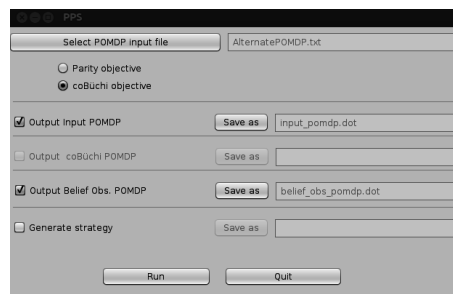 PPS
Select POMDP input file AlternatePOMDP.txt
Parity objective
coBüchi objective
Output Input POMDP Save as input_pomdp.dot
Output coBüchi POMDP Save as
Output Belief Obs. POMDP Save as belief_obs_pomdp.dot
Generate strategy Save as
Run Quit